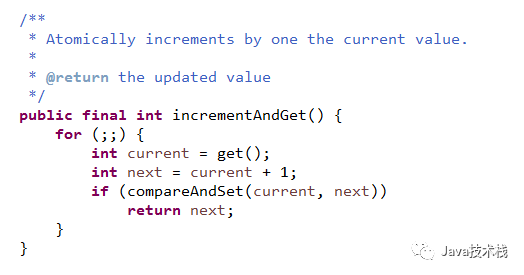 /**
 * Atomically increments by one the current value.
 *
 * @return the updated value
 */
public final int incrementAndGet() {
    for (;;) {
        int current = get();
        int next = current + 1;
        if (compareAndSet(current, next))
            return next;
    }
}
Java技术栈